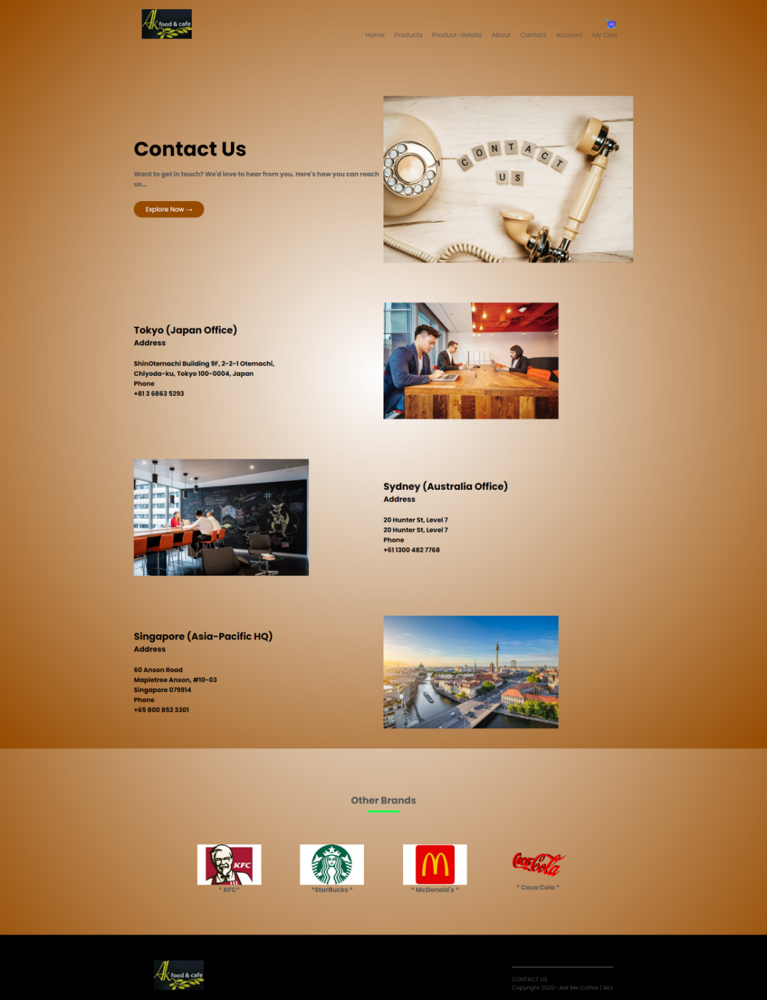 Ak food & cafe
Home Products Product-details About Contact Account My Cart
Contact Us
Want to get in touch? We'd love to hear from you. Here's how you can reach
us...
Explore Now →
CONTACT
US
Tokyo (Japan Office)
Address
ShinOtemachi Building 9F, 2-2-1 Otemachi,
Chiyoda-ku, Tokyo 100-0004, Japan
Phone
+81 3 6863 5293
#Sydspot
Sydney (Australia Office)
Address
20 Hunter St, Level 7
20 Hunter St, Level 7
Phone
+61 1300 482 7768
Singapore (Asia-Pacific HQ)
Address
60 Anson Road
Mapletree Anson, #10-03
Singapore 079914
Phone
+65 800 852 3301
Other Brands
KFC
Coca Cola
* KFC*
*StarBucks *
* McDonald's *
* Coca Cola *
Ak food & cafe
CONTACT US
Copyright 2020- Ask Me Coffee | AKs